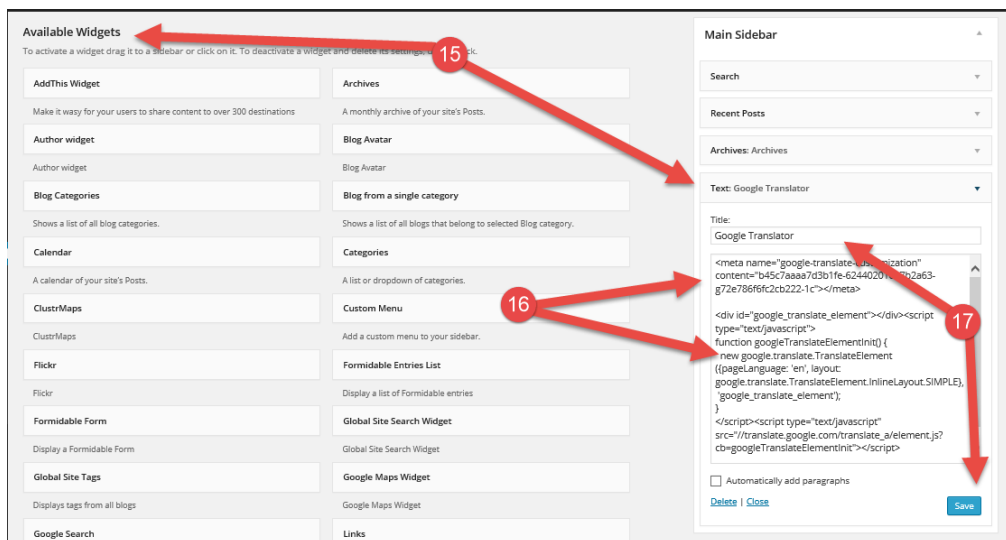 Available Widgets
To activate a widget drag it to a sidebar or click on it. To deactivate a widget and delete its settings,
15
AddThis Widget
Make it wasy for your users to share content to over 300 destinations
Archives
A monthly archive of your site's Posts.
Author widget
Author widget
Blog Avatar
Blog Avatar
Blog Categories
Shows a list of all blog categories.
Blog from a single category
Shows a list of all blogs that belong to selected Blog category.
Calendar
A calendar of your site's Posts.
Categories
A list or dropdown of categories.
ClustrMaps
ClustrMaps
Custom Menu
Add a custom menu to your sidebar.
16
Flickr
Flickr
Formidable Entries List
Display a list of Formidable entries
Formidable Form
Display a Formidable Form
Global Site Search Widget
Global Site Search Widget
Global Site Tags
Displays tags from all blogs
Google Maps Widget
Google Maps Widget
Google Search
Links
Main Sidebar
Search
Recent Posts
Archives: Archives
Text: Google Translator
Title:
Google Translator
<meta name="google-translate-customization"
g72e786f6fc2cb222-1c"></meta>
<div id="google_translate_element"></div><script
type="text/javascript">
function googleTranslateElementInit() {
new google.translate.TranslateElement
({pageLanguage: 'en', layout:
google.translate.TranslateElement.InlineLayout.SIMPLE},
'google_translate_element');
}
</script><script type="text/javascript"
src="//translate.google.com/translate_a/element.js?
cb=googleTranslateElementInit"></script>
17
Automatically add paragraphs
Delete | Close
Save